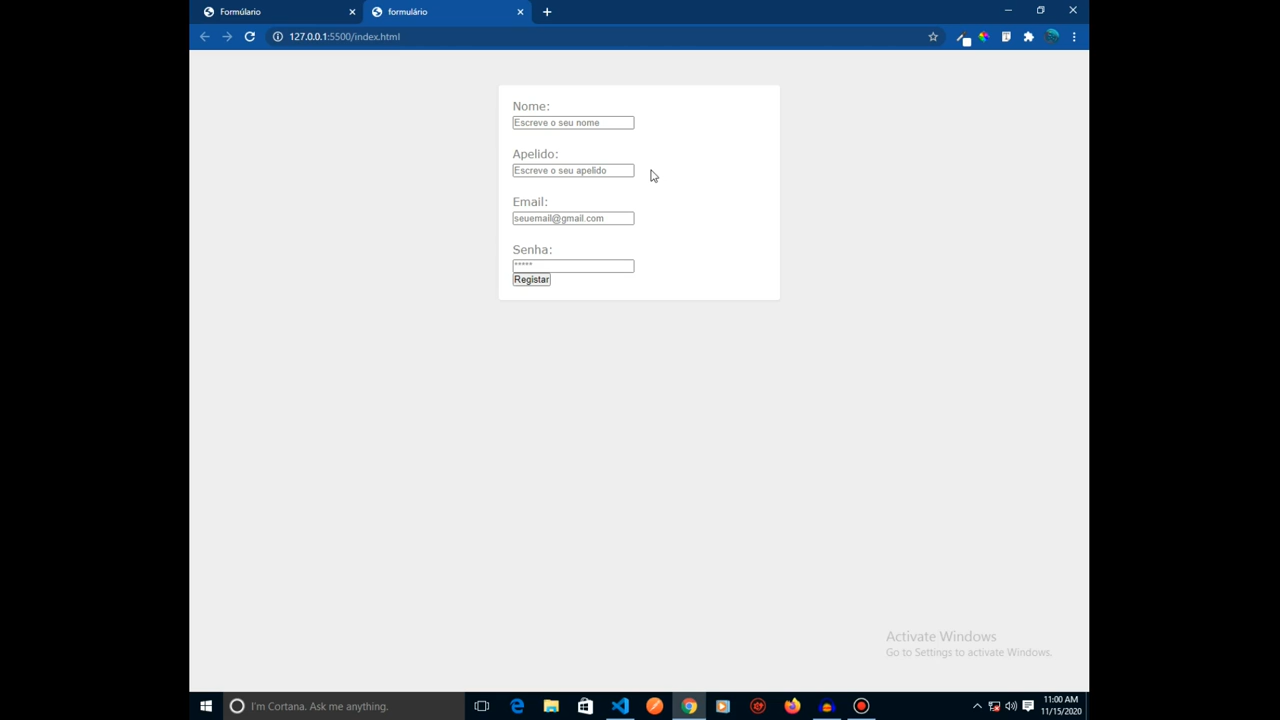 Formúlario
formulário
127.0.0.1:5500/index.html
Nome:
Escreve o seu nome
Apelido:
Escreve o seu apelido
Email:
seuemail@gmail.com
Senha:
*****
Registar
Activate Windows
Go to Settings to activate Windows.
I'm Cortana. Ask me anything.
11:00 AM
11/15/2020